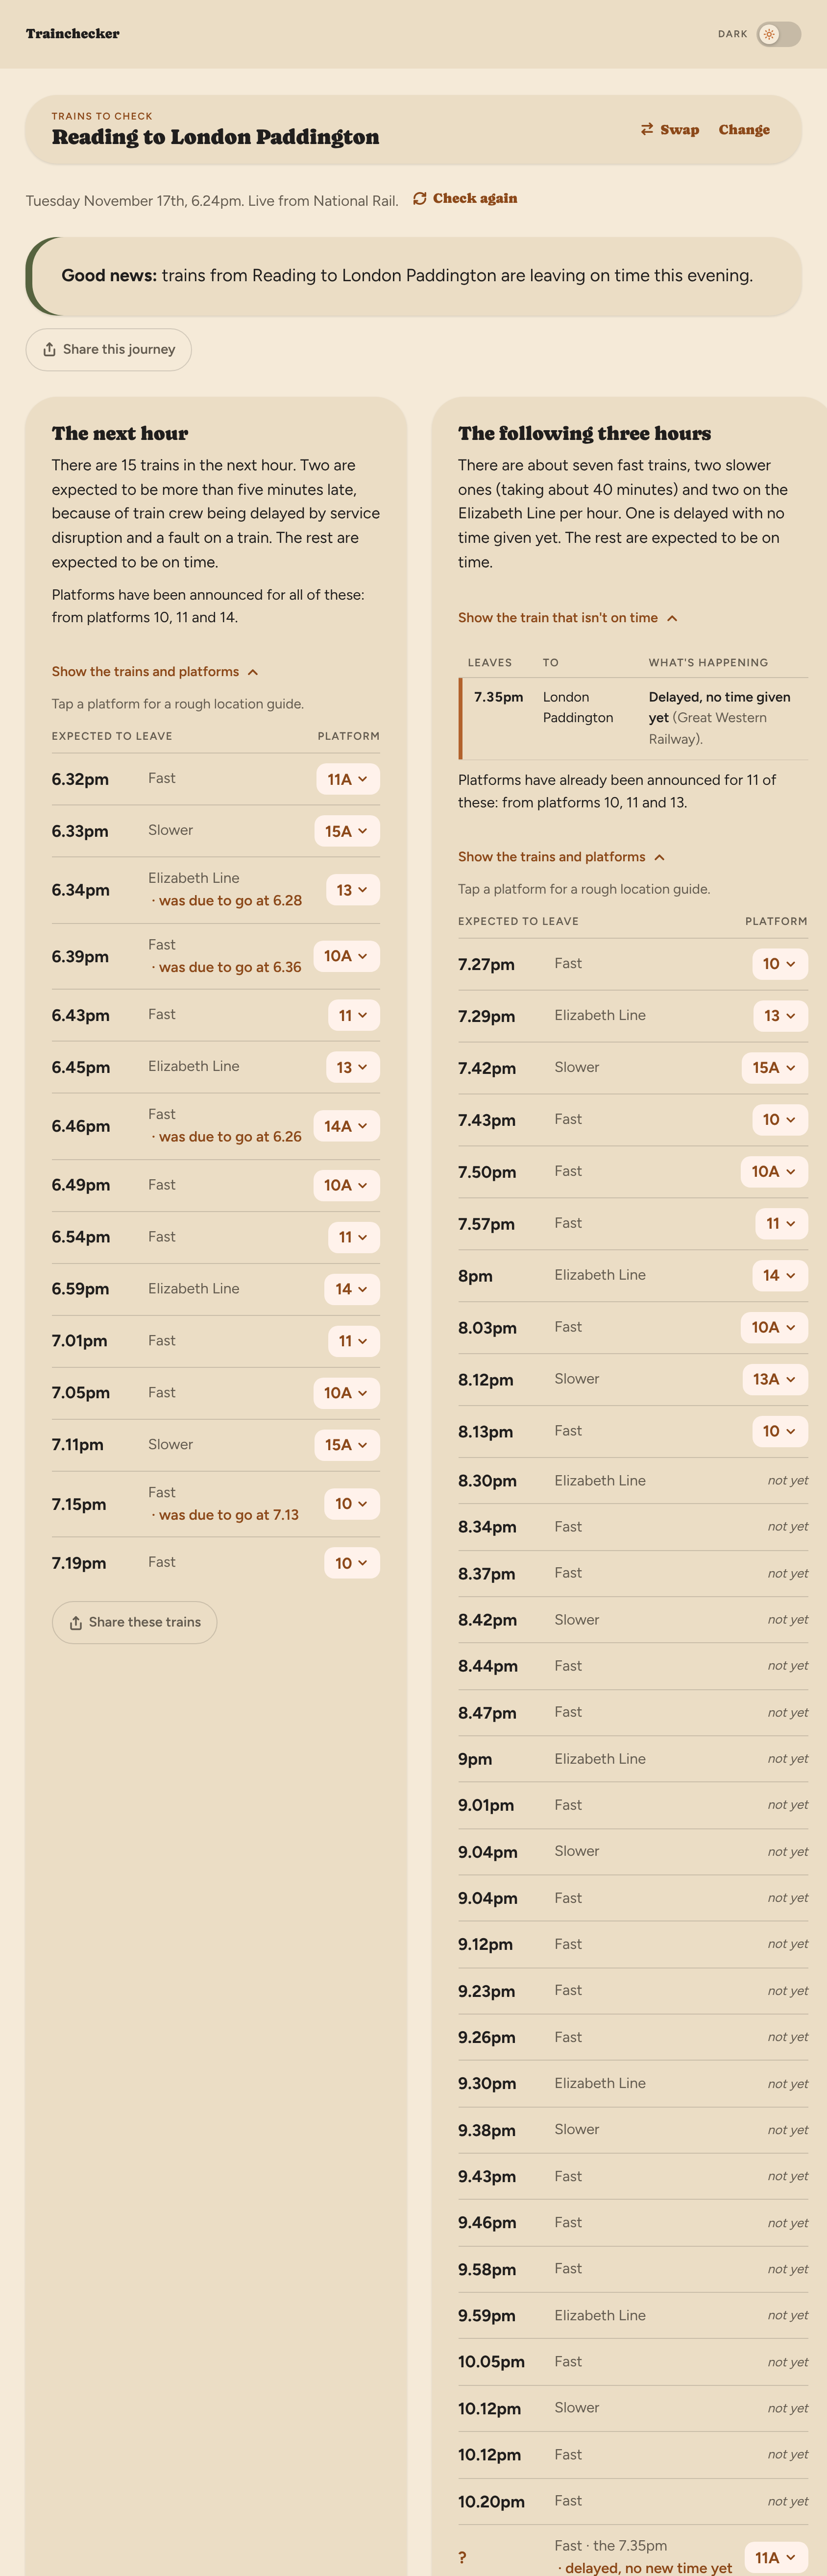 Trainchecker
DARK
TRAINS TO CHECK
Reading to London Paddington
Swap Change
Tuesday November 17th, 6.24pm. Live from National Rail. Check again
Good news: trains from Reading to London Paddington are leaving on time this evening.
Share this journey
The next hour
There are 15 trains in the next hour. Two are
expected to be more than five minutes late,
because of train crew being delayed by service
disruption and a fault on a train. The rest are
expected to be on time.
Platforms have been announced for all of these:
from platforms 10, 11 and 14.
Show the trains and platforms
Tap a platform for a rough location guide.
EXPECTED TO LEAVE PLATFORM
6.32pm Fast 11A
6.33pm Slower 15A
6.34pm Elizabeth Line 13
· was due to go at 6.28
6.39pm Fast 10A
· was due to go at 6.36
6.43pm Fast 11
6.45pm Elizabeth Line 13
6.46pm Fast 14A
· was due to go at 6.26
6.49pm Fast 10A
6.54pm Fast 11
6.59pm Elizabeth Line 14
7.01pm Fast 11
7.05pm Fast 10A
7.11pm Slower 15A
7.15pm Fast 10
· was due to go at 7.13
7.19pm Fast 10
Share these trains
The following three hours
There are about seven fast trains, two slower
ones (taking about 40 minutes) and two on the
Elizabeth Line per hour. One is delayed with no
time given yet. The rest are expected to be on
time.
Show the train that isn't on time
LEAVES TO WHAT'S HAPPENING
7.35pm London Delayed, no time given
Paddington yet (Great Western
Railway).
Platforms have already been announced for 11 of
these: from platforms 10, 11 and 13.
Show the trains and platforms
Tap a platform for a rough location guide.
EXPECTED TO LEAVE PLATFORM
7.27pm Fast 10
7.29pm Elizabeth Line 13
7.42pm Slower 15A
7.43pm Fast 10
7.50pm Fast 10A
7.57pm Fast 11
8pm Elizabeth Line 14
8.03pm Fast 10A
8.12pm Slower 13A
8.13pm Fast 10
8.30pm Elizabeth Line not yet
8.34pm Fast not yet
8.37pm Fast not yet
8.42pm Slower not yet
8.44pm Fast not yet
8.47pm Fast not yet
9pm Elizabeth Line not yet
9.01pm Fast not yet
9.04pm Slower not yet
9.04pm Fast not yet
9.12pm Fast not yet
9.23pm Fast not yet
9.26pm Fast not yet
9.30pm Elizabeth Line not yet
9.38pm Slower not yet
9.43pm Fast not yet
9.46pm Fast not yet
9.58pm Fast not yet
9.59pm Elizabeth Line not yet
10.05pm Fast not yet
10.12pm Slower not yet
10.12pm Fast not yet
10.20pm Fast not yet
? Fast · the 7.35pm 11A
· delayed, no new time yet